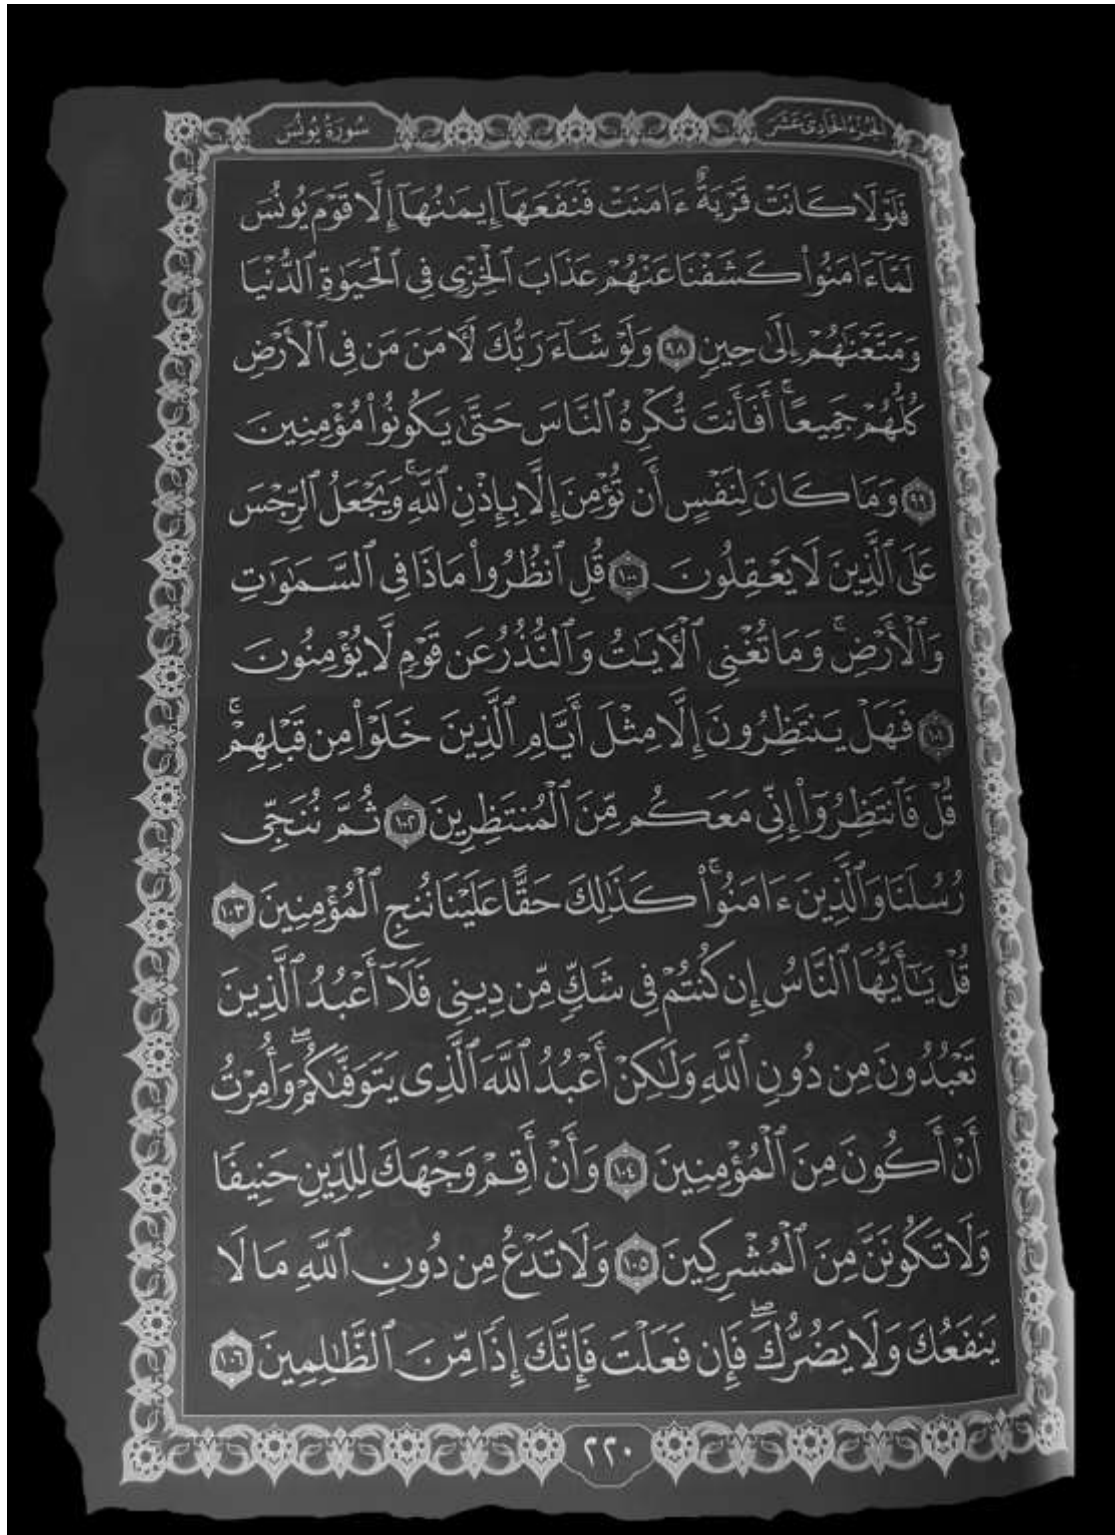 الجزء الحادي عشر
سورة يونس
فَلَوْلَا كَانَتْ قَرْيَةٌ ءَامَنَتْ فَنَفَعَهَآ إِيمَٰنُهَآ إِلَّا قَوْمَ يُونُسَ
لَمَّآ ءَامَنُوا۟ كَشَفْنَا عَنْهُمْ عَذَابَ ٱلْخِزْىِ فِى ٱلْحَيَوٰةِ ٱلدُّنْيَا
وَمَتَّعْنَٰهُمْ إِلَىٰ حِينٍ ٩٨ وَلَوْ شَآءَ رَبُّكَ لَءَامَنَ مَن فِى ٱلْأَرْضِ
كُلُّهُمْ جَمِيعًا ۚ أَفَأَنتَ تُكْرِهُ ٱلنَّاسَ حَتَّىٰ يَكُونُوا۟ مُؤْمِنِينَ
٩٩ وَمَا كَانَ لِنَفْسٍ أَن تُؤْمِنَ إِلَّا بِإِذْنِ ٱللَّهِ ۚ وَيَجْعَلُ ٱلرِّجْسَ
عَلَى ٱلَّذِينَ لَا يَعْقِلُونَ ١٠٠ قُلِ ٱنظُرُوا۟ مَاذَا فِى ٱلسَّمَٰوَٰتِ
وَٱلْأَرْضِ ۚ وَمَا تُغْنِى ٱلْءَايَٰتُ وَٱلنُّذُرُ عَن قَوْمٍ لَّا يُؤْمِنُونَ
١٠١ فَهَلْ يَنتَظِرُونَ إِلَّا مِثْلَ أَيَّامِ ٱلَّذِينَ خَلَوْا۟ مِن قَبْلِهِمْ ۚ
قُلْ فَٱنتَظِرُوٓا۟ إِنِّى مَعَكُم مِّنَ ٱلْمُنتَظِرِينَ ١٠٢ ثُمَّ نُنَجِّى
رُسُلَنَا وَٱلَّذِينَ ءَامَنُوا۟ ۚ كَذَٰلِكَ حَقًّا عَلَيْنَا نُنجِ ٱلْمُؤْمِنِينَ ١٠٣
قُلْ يَٰٓأَيُّهَا ٱلنَّاسُ إِن كُنتُمْ فِى شَكٍّ مِّن دِينِى فَلَآ أَعْبُدُ ٱلَّذِينَ
تَعْبُدُونَ مِن دُونِ ٱللَّهِ وَلَٰكِنْ أَعْبُدُ ٱللَّهَ ٱلَّذِى يَتَوَفَّىٰكُمْ ۖ وَأُمِرْتُ
أَنْ أَكُونَ مِنَ ٱلْمُؤْمِنِينَ ١٠٤ وَأَنْ أَقِمْ وَجْهَكَ لِلدِّينِ حَنِيفًا
وَلَا تَكُونَنَّ مِنَ ٱلْمُشْرِكِينَ ١٠٥ وَلَا تَدْعُ مِن دُونِ ٱللَّهِ مَا لَا
يَنفَعُكَ وَلَا يَضُرُّكَ ۖ فَإِن فَعَلْتَ فَإِنَّكَ إِذًا مِّنَ ٱلظَّٰلِمِينَ ١٠٦
٢٢٠